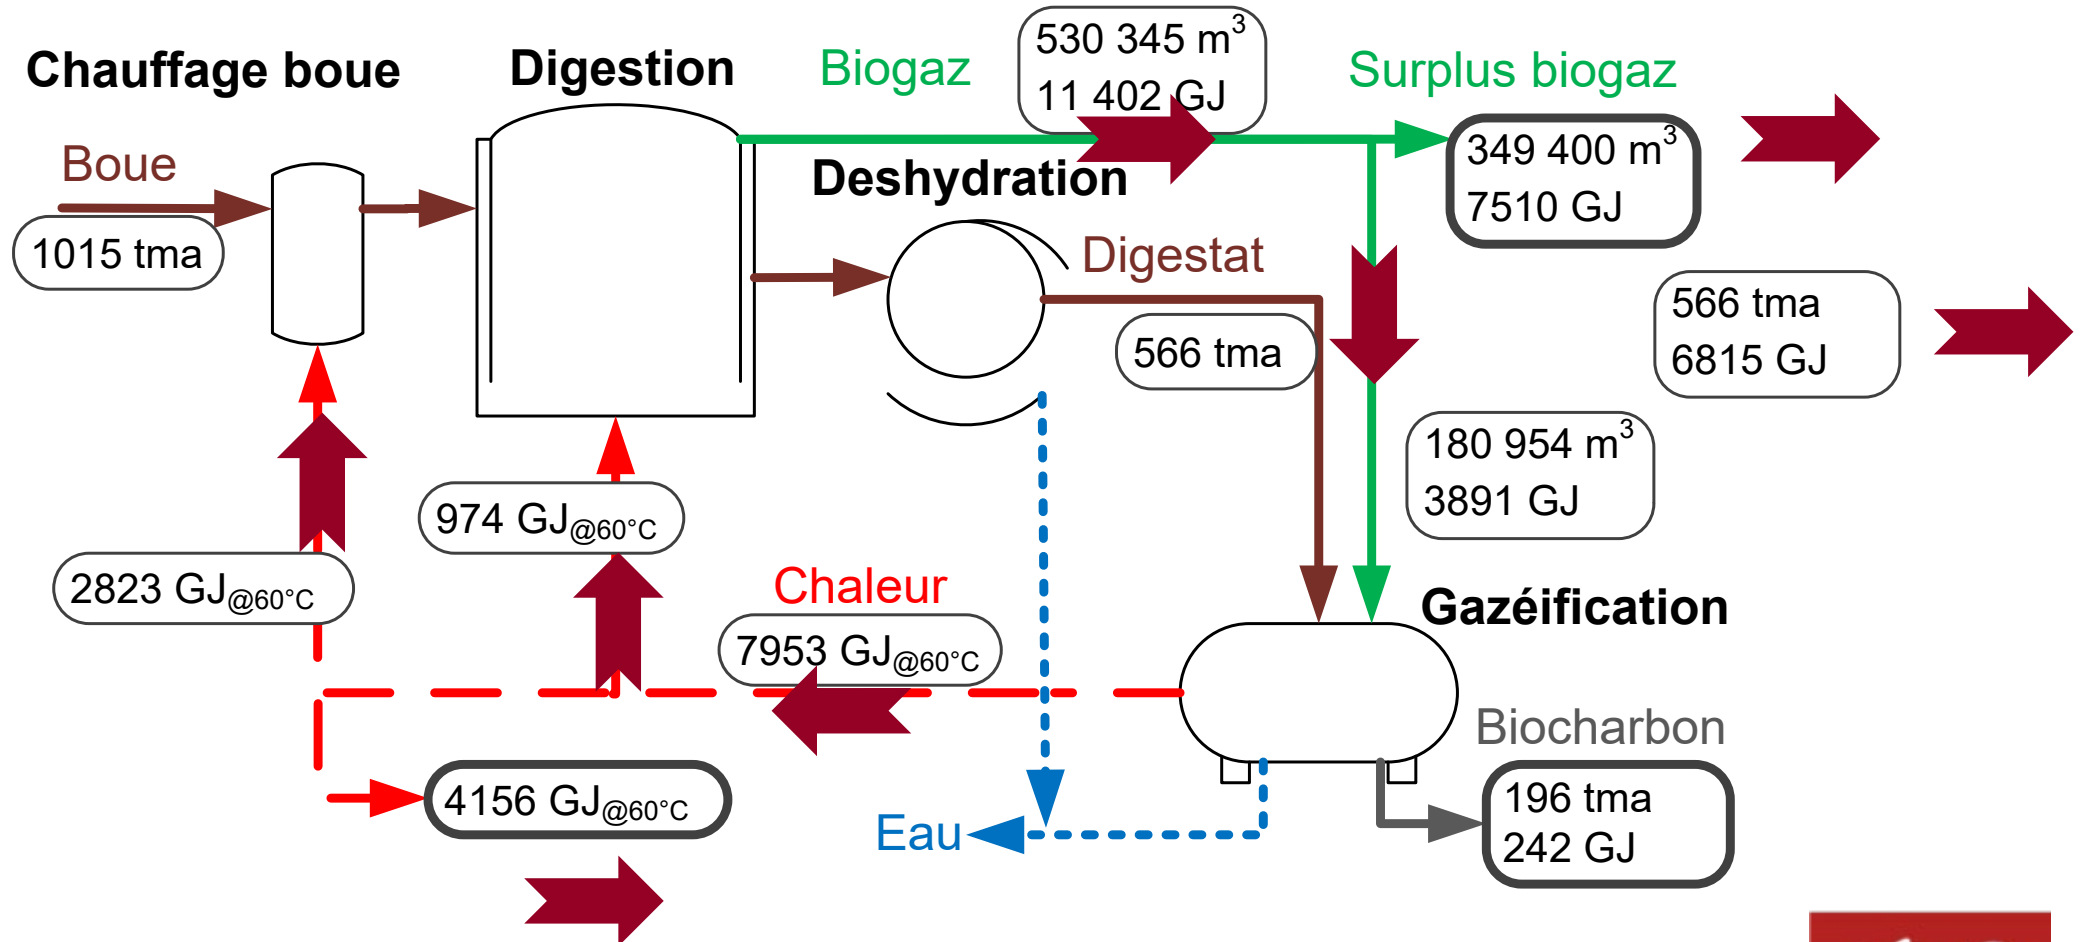 Chauffage boue
Digestion
Biogaz
530 345 m³
11 402 GJ
Surplus biogaz
349 400 m³
7510 GJ
Boue
1015 tma
Deshydration
Digestat
566 tma
566 tma
6815 GJ
180 954 m³
3891 GJ
974 GJ@60°C
2823 GJ@60°C
Chaleur
7953 GJ@60°C
Gazéification
4156 GJ@60°C
Eau
Biocharbon
196 tma
242 GJ